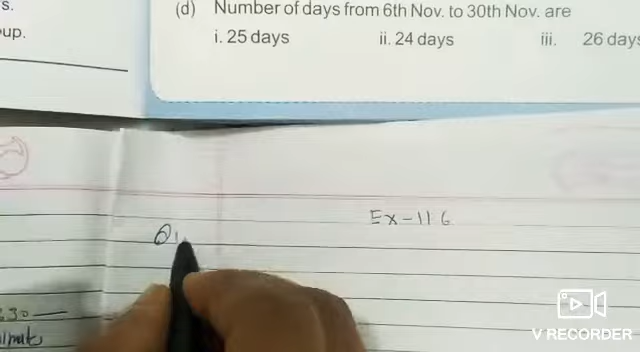 s.
up.
(d) Number of days from 6th Nov. to 30th Nov. are
i. 25 days ii. 24 days iii. 26 days
Ex-11 G
Q1
330
V RECORDER